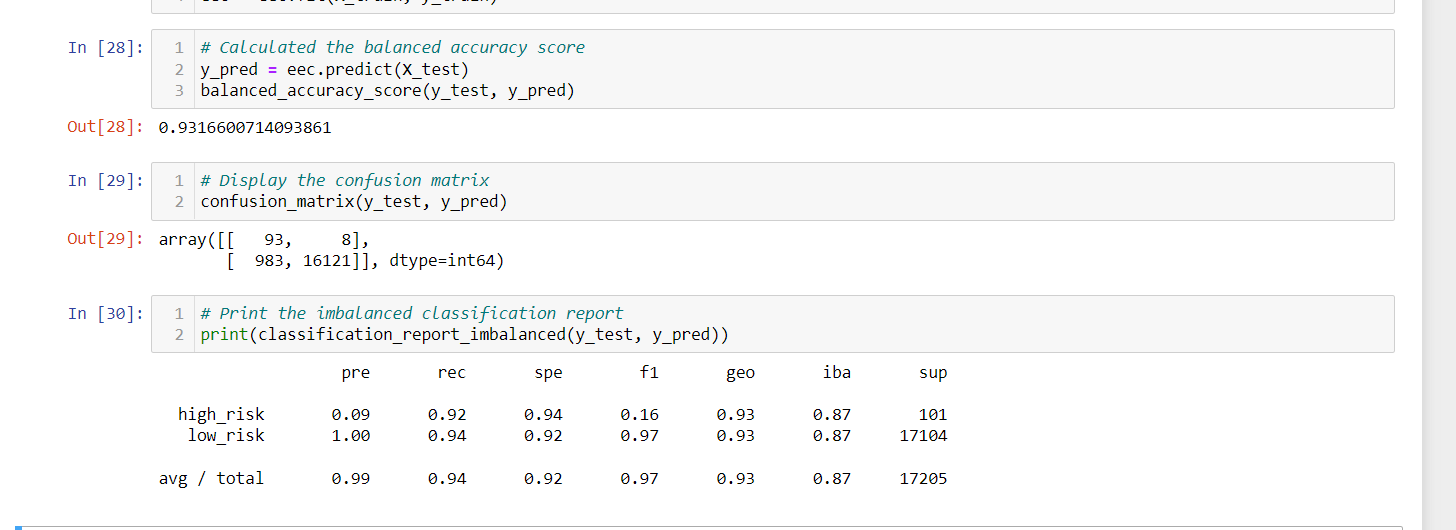 In [28]:
1 # Calculated the balanced accuracy score
2 y_pred = eec.predict(X_test)
3 balanced_accuracy_score(y_test, y_pred)
Out[28]: 0.9316600714093861
In [29]:
1 # Display the confusion matrix
2 confusion_matrix(y_test, y_pred)
Out[29]: array([[   93,     8],
       [  983, 16121]], dtype=int64)
In [30]:
1 # Print the imbalanced classification report
2 print(classification_report_imbalanced(y_test, y_pred))
pre rec spe f1 geo iba sup
high_risk 0.09 0.92 0.94 0.16 0.93 0.87 101
low_risk 1.00 0.94 0.92 0.97 0.93 0.87 17104
avg / total 0.99 0.94 0.92 0.97 0.93 0.87 17205